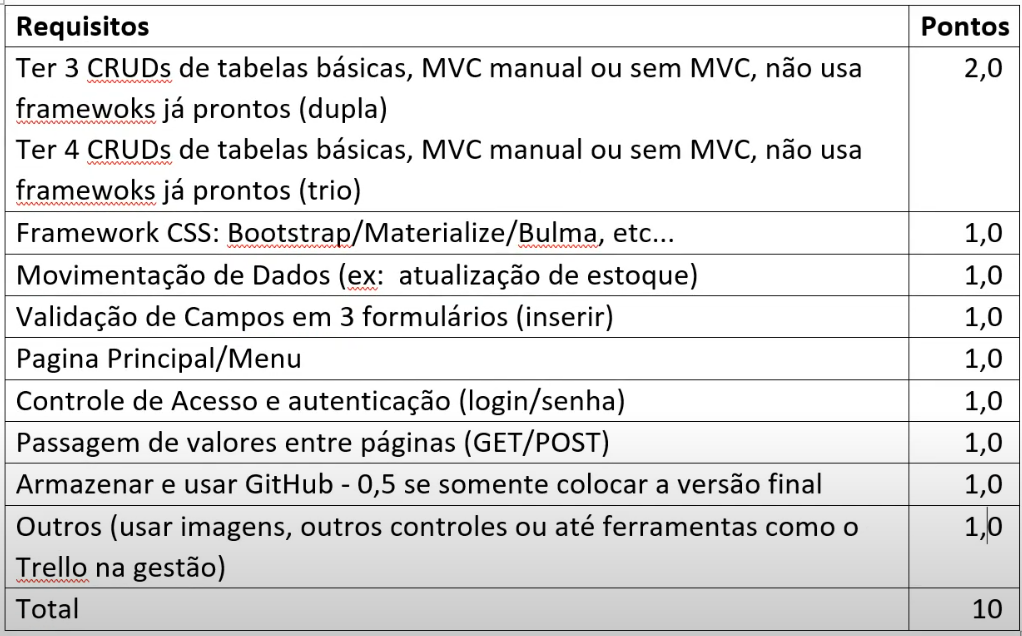 Requisitos Pontos
Ter 3 CRUDs de tabelas básicas, MVC manual ou sem MVC, não usa 2,0
framewoks já prontos (dupla)
Ter 4 CRUDs de tabelas básicas, MVC manual ou sem MVC, não usa
framewoks já prontos (trio)
Framework CSS: Bootstrap/Materialize/Bulma, etc... 1,0
Movimentação de Dados (ex:  atualização de estoque) 1,0
Validação de Campos em 3 formulários (inserir) 1,0
Pagina Principal/Menu 1,0
Controle de Acesso e autenticação (login/senha) 1,0
Passagem de valores entre páginas (GET/POST) 1,0
Armazenar e usar GitHub - 0,5 se somente colocar a versão final 1,0
Outros (usar imagens, outros controles ou até ferramentas como o 1,0
Trello na gestão)
Total 10